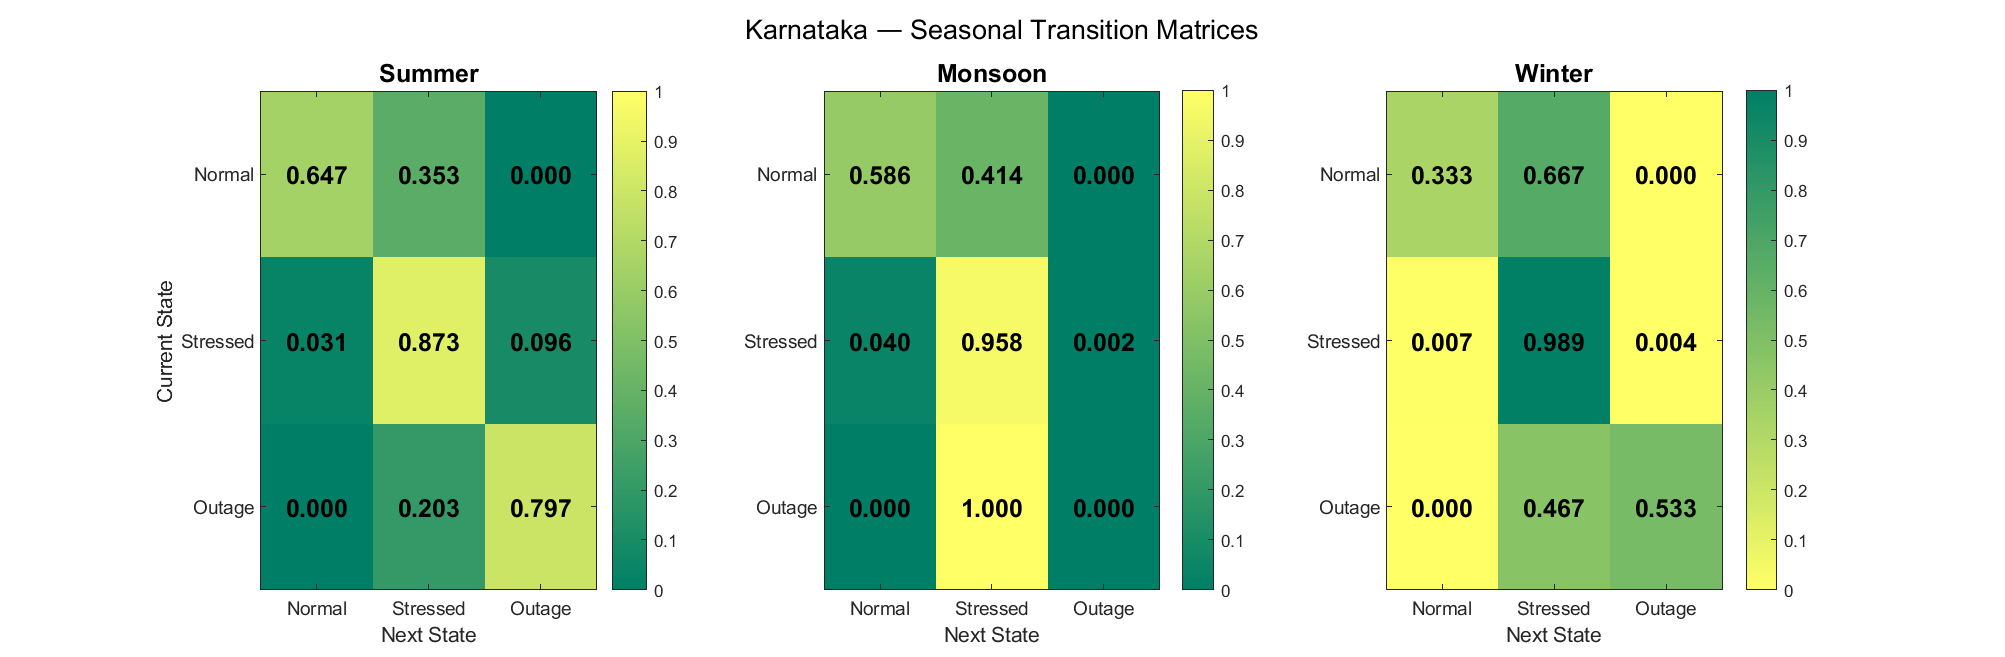 Karnataka — Seasonal Transition Matrices
Summer
Current State
Normal
Stressed
Outage
0.647 0.353 0.000
0.031 0.873 0.096
0.000 0.203 0.797
Normal Stressed Outage
Next State
1
0.9
0.8
0.7
0.6
0.5
0.4
0.3
0.2
0.1
0
Monsoon
Normal
Stressed
Outage
0.586 0.414 0.000
0.040 0.958 0.002
0.000 1.000 0.000
Normal Stressed Outage
Next State
1
0.9
0.8
0.7
0.6
0.5
0.4
0.3
0.2
0.1
0
Winter
Normal
Stressed
Outage
0.333 0.667 0.000
0.007 0.989 0.004
0.000 0.467 0.533
Normal Stressed Outage
Next State
1
0.9
0.8
0.7
0.6
0.5
0.4
0.3
0.2
0.1
0